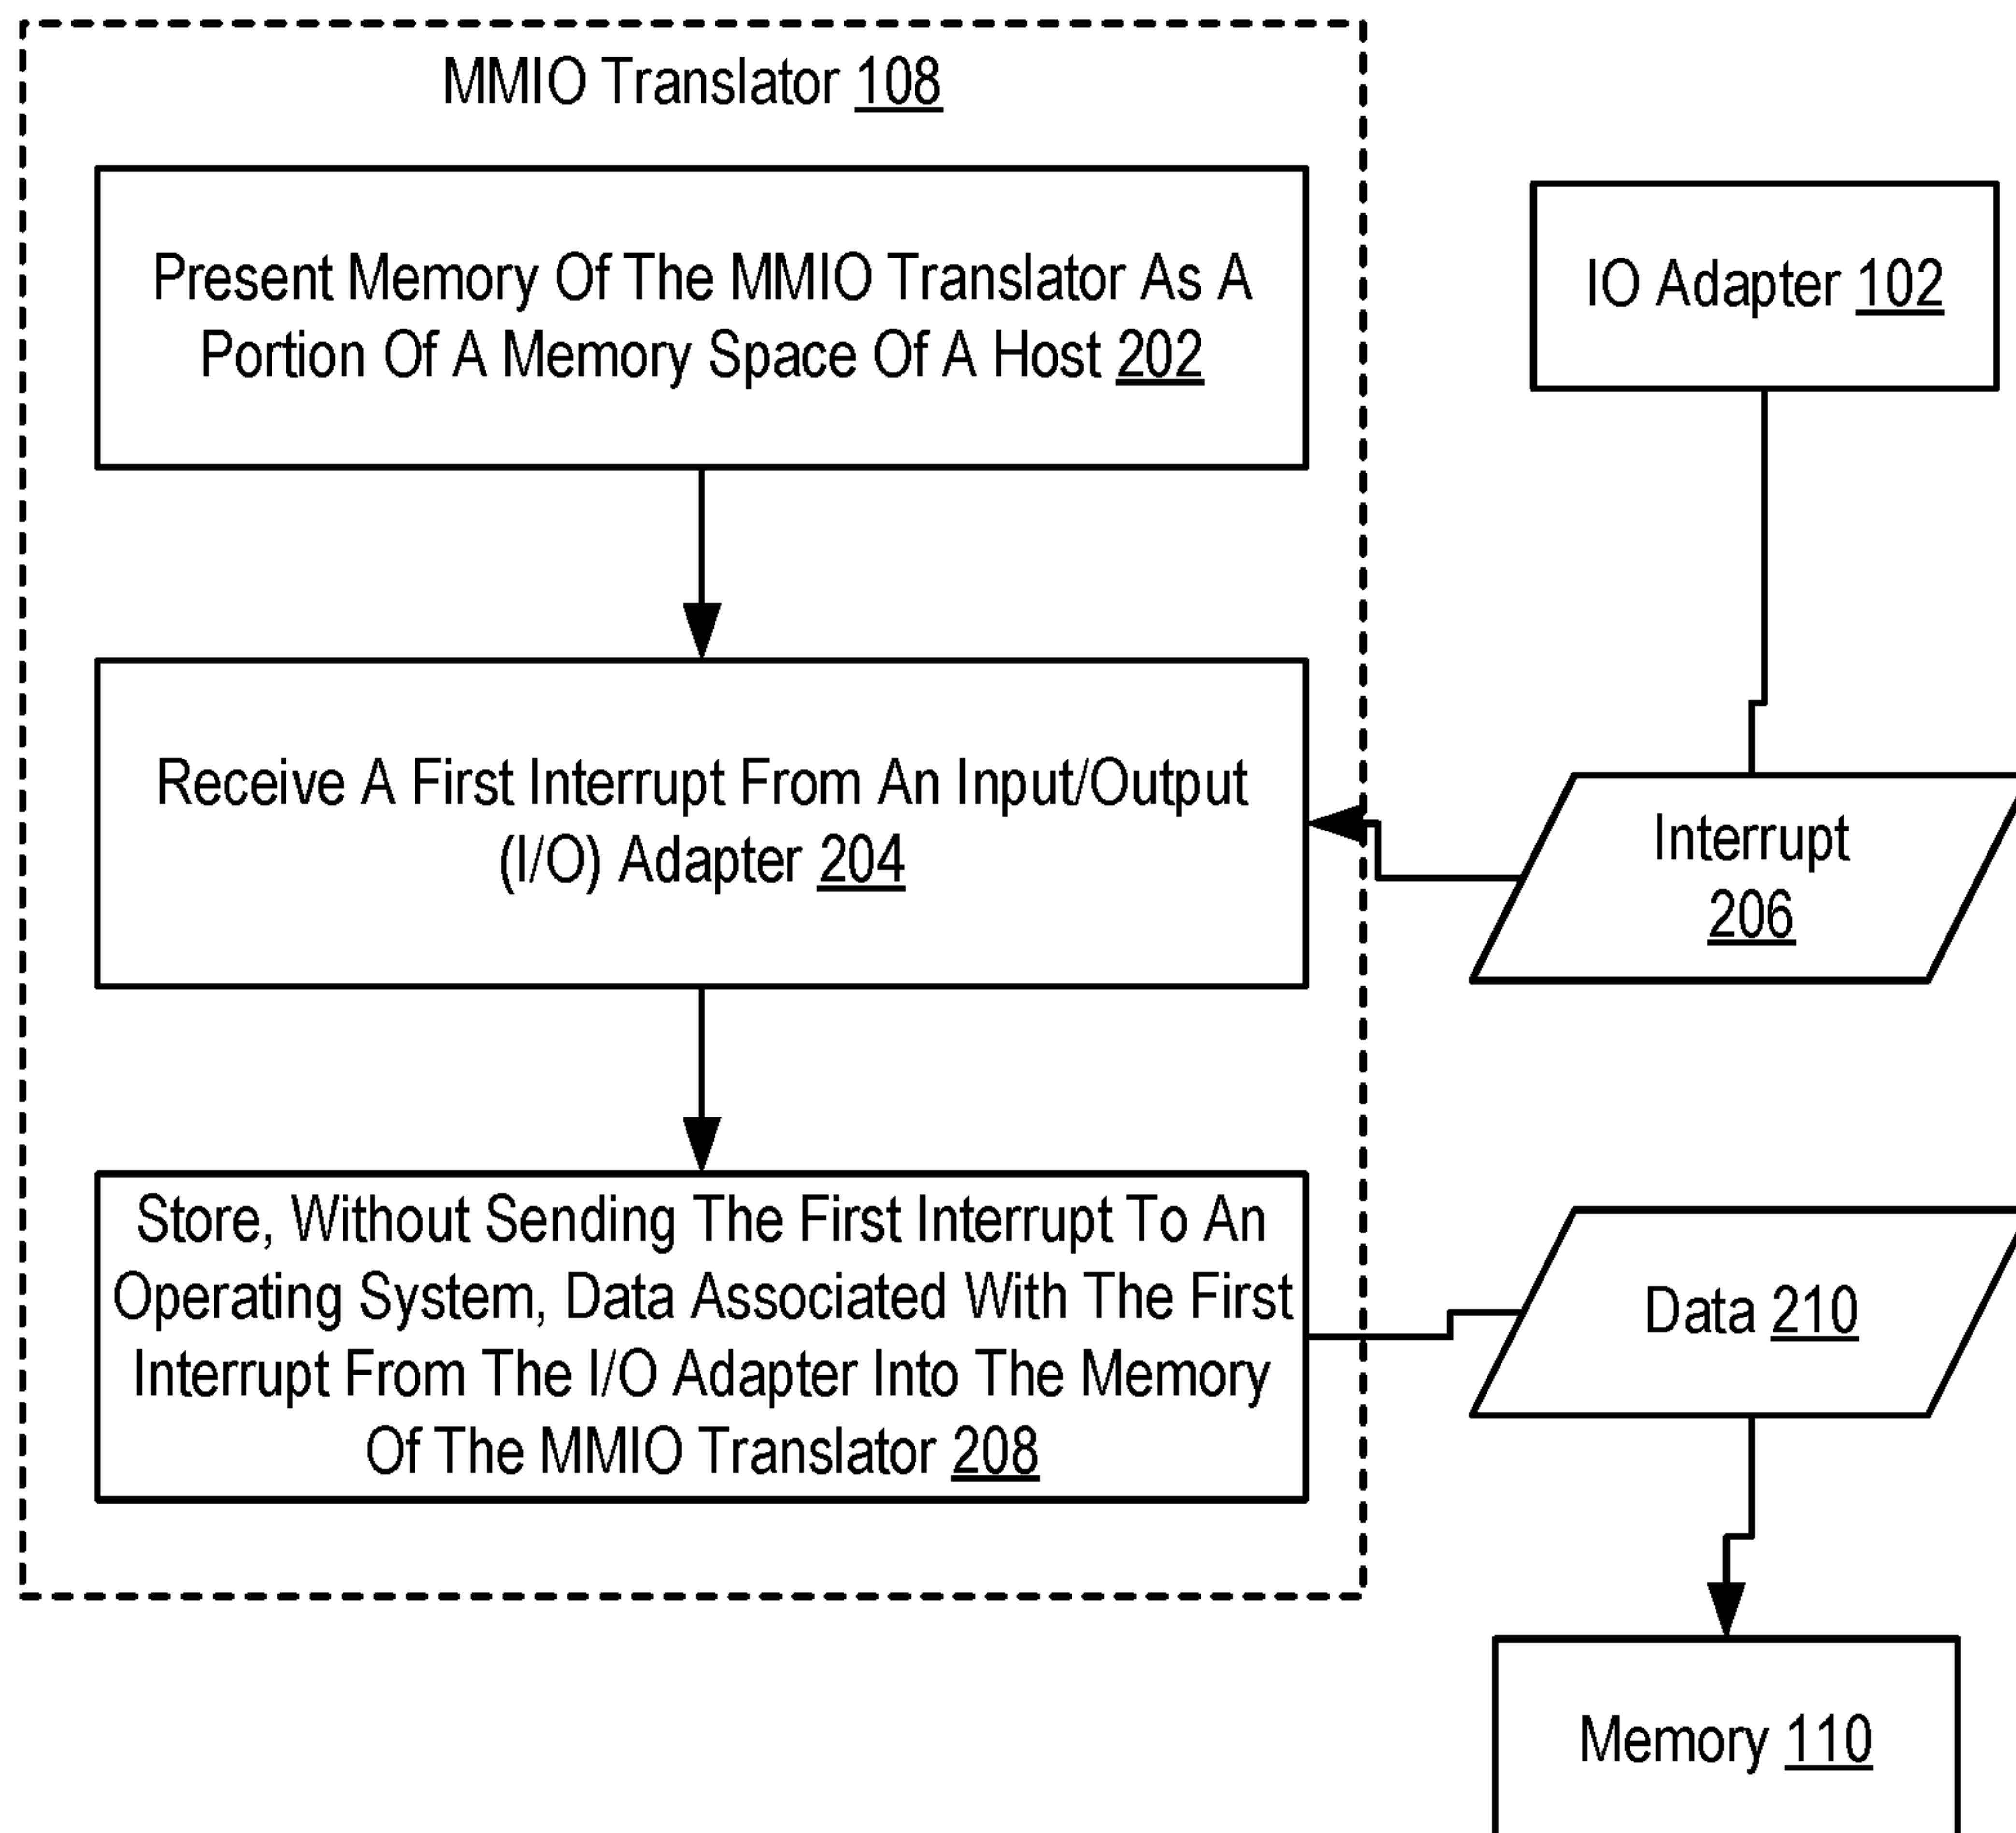 MMIO Translator 108
Present Memory Of The MMIO Translator As A
Portion Of A Memory Space Of A Host 202
IO Adapter 102
Receive A First Interrupt From An Input/Output
(I/O) Adapter 204
Interrupt
206
Store, Without Sending The First Interrupt To An
Operating System, Data Associated With The First
Interrupt From The I/O Adapter Into The Memory
Of The MMIO Translator 208
Data 210
Memory 110